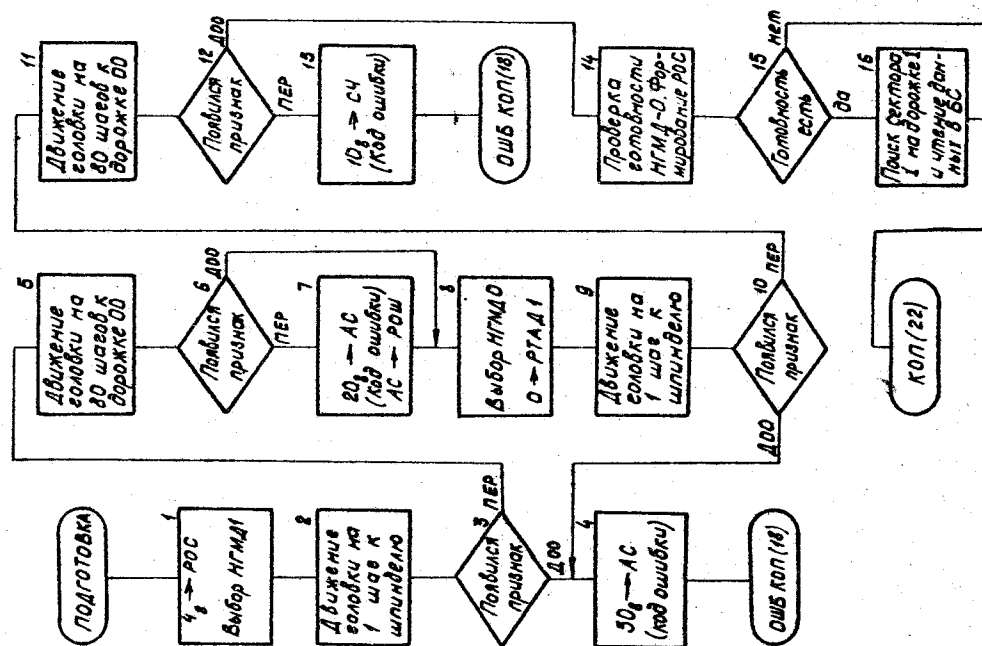 ПОДГОТОВКА
1
4₈ → РОС
Выбор НГМД1
2
Движение
головки на
1 шаг к
шпинделю
3
Появился
признак
ПЕР
Д00
4
30₈ → АС
(код ошибки)
ОШБ КОП(18)
5
Движение
головки на
80 шагов к
дорожке 00
6
Появился
признак
Д00
ПЕР
7
20₈ → АС
(код ошибки)
АС → РОШ
8
Выбор НГМД0
0 → РТАД1
9
Движение
головки на
1 шаг к
шпинделю
10
Появился
признак
ПЕР
Д00
КОП(22)
11
Движение
головки на
80 шагов к
дорожке 00
12
Появился
признак
Д00
ПЕР
13
10₈ → СЧ
(код ошибки)
ОШБ КОП(18)
14
Проверка
готовности
НГМД-0. Фор-
мирование РОС
15
Готовность
есть
нет
да
16
Поиск сектора
1 на дорожке 1
и чтение дан-
ных в БС